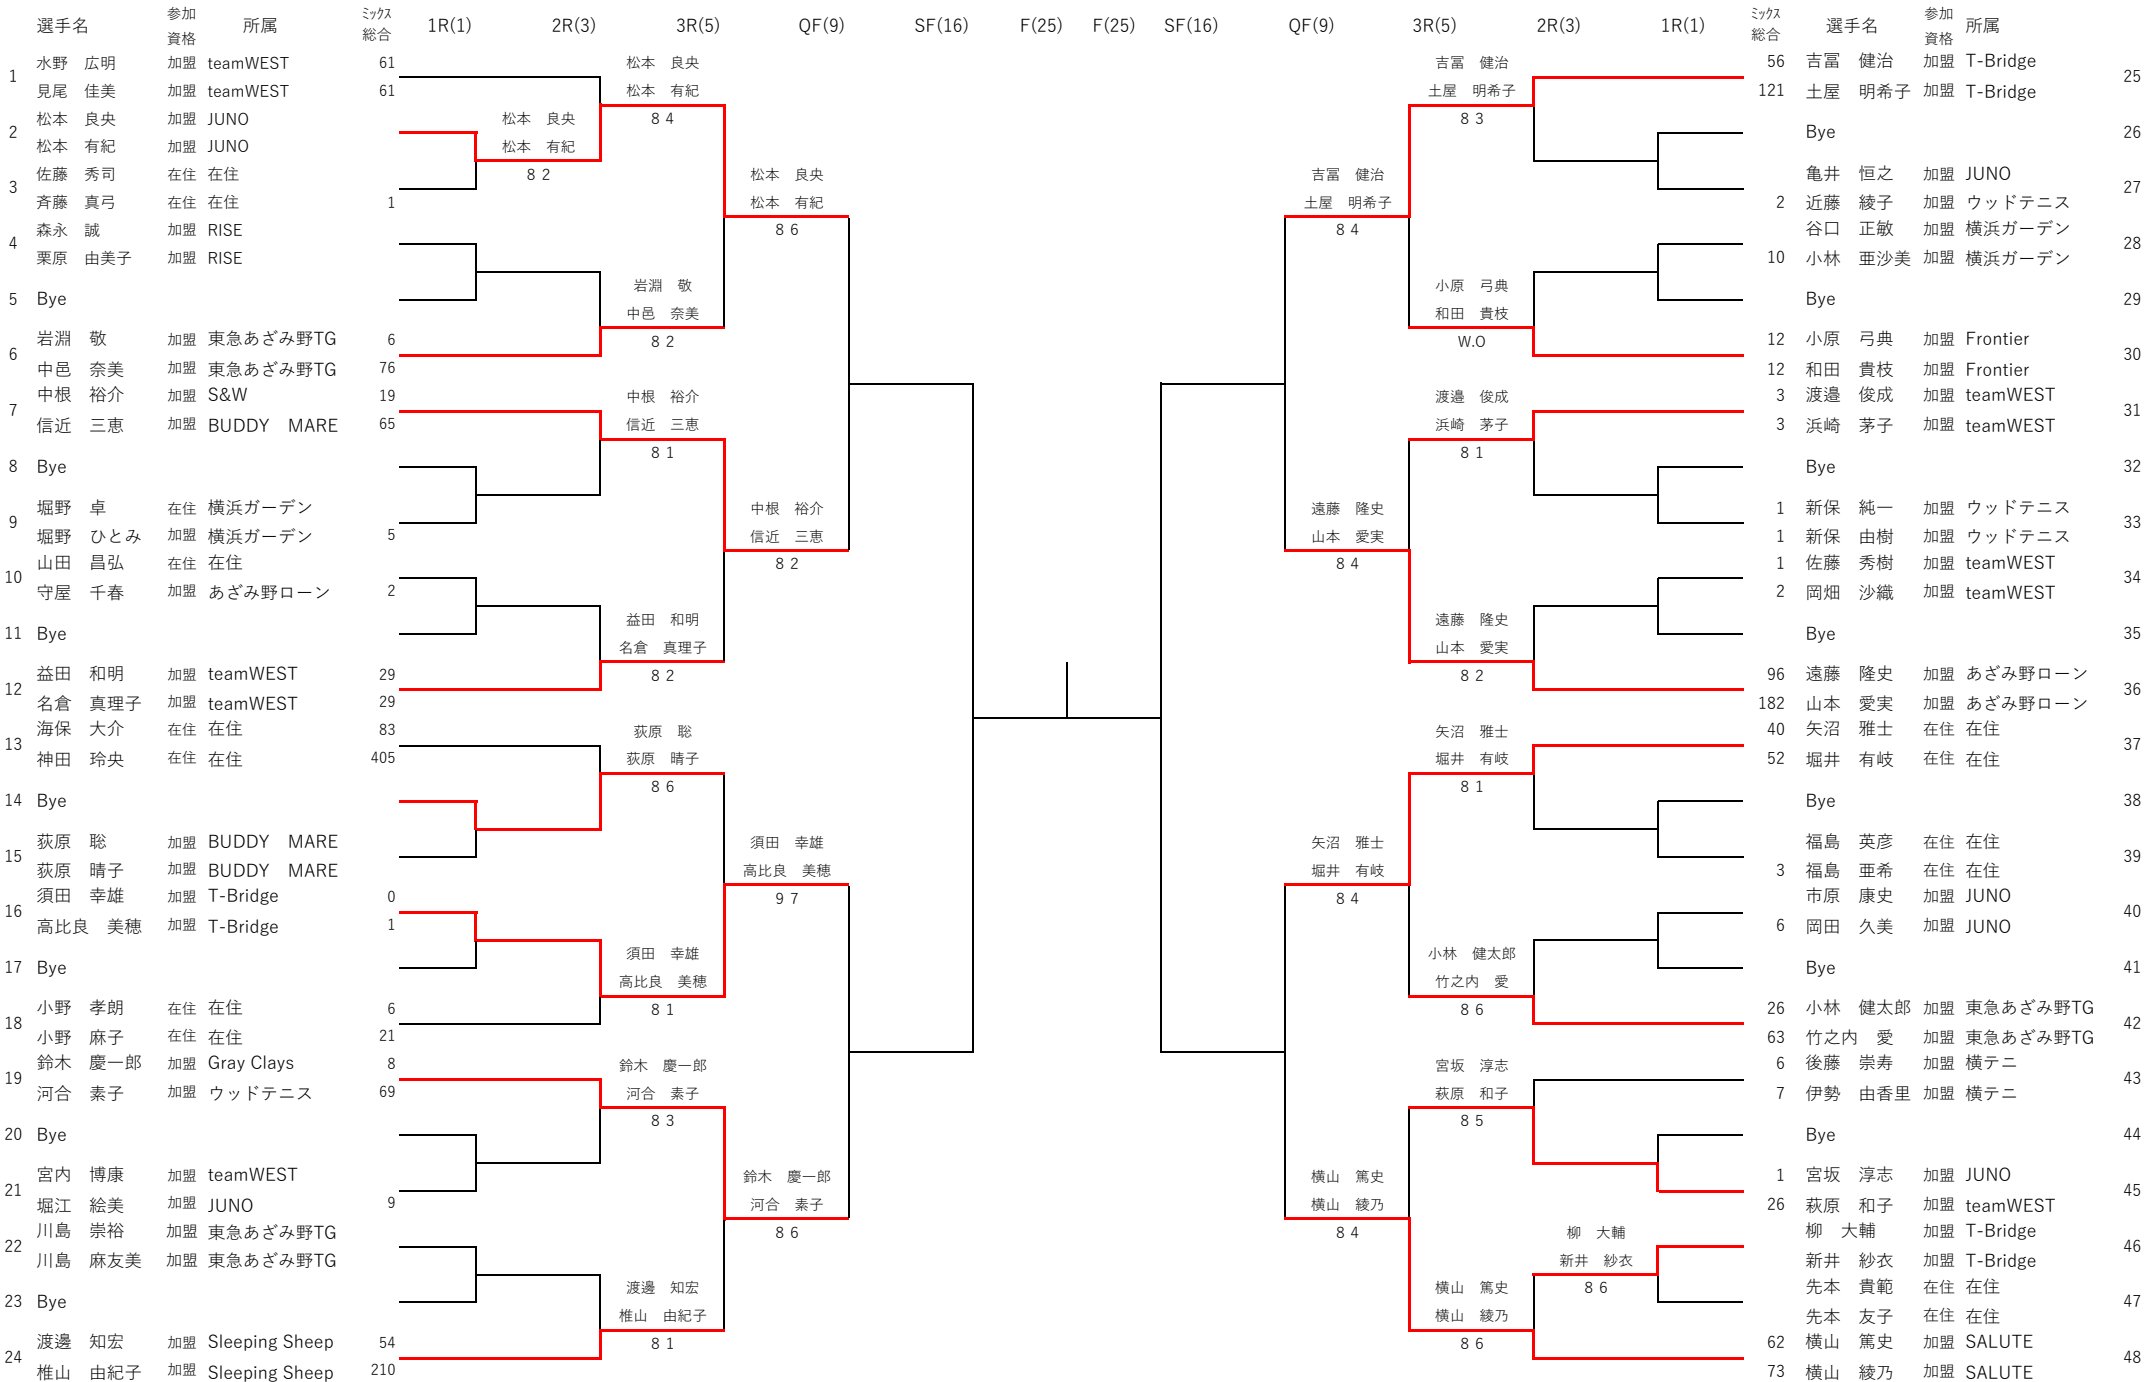 選手名 参加資格 所属 ミックス総合 1R(1) 2R(3) 3R(5) QF(9) SF(16) F(25) F(25) SF(16) QF(9) 3R(5) 2R(3) 1R(1) ミックス総合 選手名 参加資格 所属
1
水野 広明 加盟 teamWEST 61
見尾 佳美 加盟 teamWEST 61
2
松本 良央 加盟 JUNO
松本 有紀 加盟 JUNO
3
佐藤 秀司 在住 在住
斉藤 真弓 在住 在住 1
4
森永 誠 加盟 RISE
栗原 由美子 加盟 RISE
5 Bye
6
岩淵 敬 加盟 東急あざみ野TG 6
中邑 奈美 加盟 東急あざみ野TG 76
7
中根 裕介 加盟 S&W 19
信近 三恵 加盟 BUDDY MARE 65
8 Bye
9
堀野 卓 在住 横浜ガーデン
堀野 ひとみ 加盟 横浜ガーデン 5
10
山田 昌弘 在住 在住
守屋 千春 加盟 あざみ野ローン 2
11 Bye
12
益田 和明 加盟 teamWEST 29
名倉 真理子 加盟 teamWEST 29
13
海保 大介 在住 在住 83
神田 玲央 在住 在住 405
14 Bye
15
荻原 聡 加盟 BUDDY MARE
荻原 晴子 加盟 BUDDY MARE
16
須田 幸雄 加盟 T-Bridge 0
高比良 美穂 加盟 T-Bridge 1
17 Bye
18
小野 孝朗 在住 在住 6
小野 麻子 在住 在住 21
19
鈴木 慶一郎 加盟 Gray Clays 8
河合 素子 加盟 ウッドテニス 69
20 Bye
21
宮内 博康 加盟 teamWEST
堀江 絵美 加盟 JUNO 9
22
川島 崇裕 加盟 東急あざみ野TG
川島 麻友美 加盟 東急あざみ野TG
23 Bye
24
渡邊 知宏 加盟 Sleeping Sheep 54
椎山 由紀子 加盟 Sleeping Sheep 210
松本 良央
松本 有紀
8 2
松本 良央
松本 有紀
8 4
岩淵 敬
中邑 奈美
8 2
中根 裕介
信近 三恵
8 1
益田 和明
名倉 真理子
8 2
荻原 聡
荻原 晴子
8 6
須田 幸雄
高比良 美穂
8 1
鈴木 慶一郎
河合 素子
8 3
渡邊 知宏
椎山 由紀子
8 1
松本 良央
松本 有紀
8 6
中根 裕介
信近 三恵
8 2
須田 幸雄
高比良 美穂
9 7
鈴木 慶一郎
河合 素子
8 6
吉冨 健治
土屋 明希子
8 4
遠藤 隆史
山本 愛実
8 4
矢沼 雅士
堀井 有岐
8 4
横山 篤史
横山 綾乃
8 4
吉冨 健治
土屋 明希子
8 3
小原 弓典
和田 貴枝
W.O
渡邉 俊成
浜崎 茅子
8 1
遠藤 隆史
山本 愛実
8 2
矢沼 雅士
堀井 有岐
8 1
小林 健太郎
竹之内 愛
8 6
宮坂 淳志
萩原 和子
8 5
横山 篤史
横山 綾乃
8 6
柳 大輔
新井 紗衣
8 6
56 吉冨 健治 加盟 T-Bridge
121 土屋 明希子 加盟 T-Bridge
25
Bye 26
亀井 恒之 加盟 JUNO
2 近藤 綾子 加盟 ウッドテニス
27
谷口 正敏 加盟 横浜ガーデン
10 小林 亜沙美 加盟 横浜ガーデン
28
Bye 29
12 小原 弓典 加盟 Frontier
12 和田 貴枝 加盟 Frontier
30
3 渡邉 俊成 加盟 teamWEST
3 浜崎 茅子 加盟 teamWEST
31
Bye 32
1 新保 純一 加盟 ウッドテニス
1 新保 由樹 加盟 ウッドテニス
33
1 佐藤 秀樹 加盟 teamWEST
2 岡畑 沙織 加盟 teamWEST
34
Bye 35
96 遠藤 隆史 加盟 あざみ野ローン
182 山本 愛実 加盟 あざみ野ローン
36
40 矢沼 雅士 在住 在住
52 堀井 有岐 在住 在住
37
Bye 38
福島 英彦 在住 在住
3 福島 亜希 在住 在住
39
市原 康史 加盟 JUNO
6 岡田 久美 加盟 JUNO
40
Bye 41
26 小林 健太郎 加盟 東急あざみ野TG
63 竹之内 愛 加盟 東急あざみ野TG
42
6 後藤 崇寿 加盟 横テニ
7 伊勢 由香里 加盟 横テニ
43
Bye 44
1 宮坂 淳志 加盟 JUNO
26 萩原 和子 加盟 teamWEST
45
柳 大輔 加盟 T-Bridge
新井 紗衣 加盟 T-Bridge
46
先本 貴範 在住 在住
先本 友子 在住 在住
47
62 横山 篤史 加盟 SALUTE
73 横山 綾乃 加盟 SALUTE
48